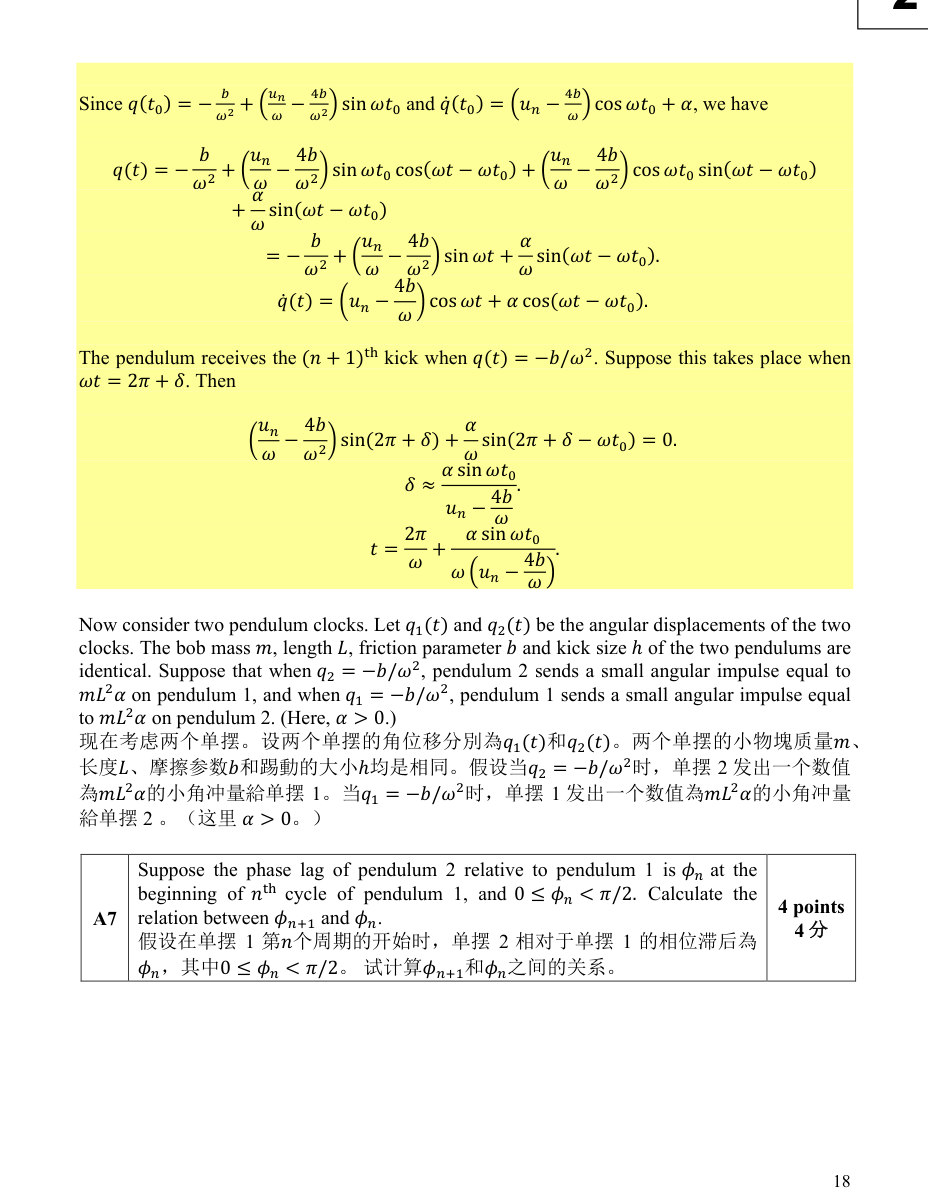 2
Since q(t₀) = −b/ω² + (uₙ/ω − 4b/ω²) sin ωt₀ and q̇(t₀) = (uₙ − 4b/ω) cos ωt₀ + α, we have
q(t) = −b/ω² + (uₙ/ω − 4b/ω²) sin ωt₀ cos(ωt − ωt₀) + (uₙ/ω − 4b/ω²) cos ωt₀ sin(ωt − ωt₀)
+ α/ω sin(ωt − ωt₀)
= −b/ω² + (uₙ/ω − 4b/ω²) sin ωt + α/ω sin(ωt − ωt₀).
q̇(t) = (uₙ − 4b/ω) cos ωt + α cos(ωt − ωt₀).
The pendulum receives the (n + 1)ᵗʰ kick when q(t) = −b/ω². Suppose this takes place when
ωt = 2π + δ. Then
(uₙ/ω − 4b/ω²) sin(2π + δ) + α/ω sin(2π + δ − ωt₀) = 0.
δ ≈ α sin ωt₀/(uₙ − 4b/ω).
t = 2π/ω + α sin ωt₀/(ω(uₙ − 4b/ω)).
Now consider two pendulum clocks. Let q₁(t) and q₂(t) be the angular displacements of the two
clocks. The bob mass m, length L, friction parameter b and kick size h of the two pendulums are
identical. Suppose that when q₂ = −b/ω², pendulum 2 sends a small angular impulse equal to
mL²α on pendulum 1, and when q₁ = −b/ω², pendulum 1 sends a small angular impulse equal
to mL²α on pendulum 2. (Here, α > 0.)
现在考虑两个单摆。设两个单摆的角位移分別為q₁(t)和q₂(t)。两个单摆的小物塊质量m、
长度L、摩擦参数b和踢動的大小h均是相同。假设当q₂ = −b/ω²时，单摆 2 发出一个数值
為mL²α的小角冲量給单摆 1。当q₁ = −b/ω²时，单摆 1 发出一个数值為mL²α的小角冲量
給单摆 2 。（这里 α > 0。）
A7
Suppose the phase lag of pendulum 2 relative to pendulum 1 is ϕₙ at the
beginning of nᵗʰ cycle of pendulum 1, and 0 ≤ ϕₙ < π/2. Calculate the
relation between ϕₙ₊₁ and ϕₙ.
假设在单摆 1 第n个周期的开始时，单摆 2 相对于单摆 1 的相位滞后為
ϕₙ，其中0 ≤ ϕₙ < π/2。 试计算ϕₙ₊₁和ϕₙ之间的关系。
4 points
4 分
18